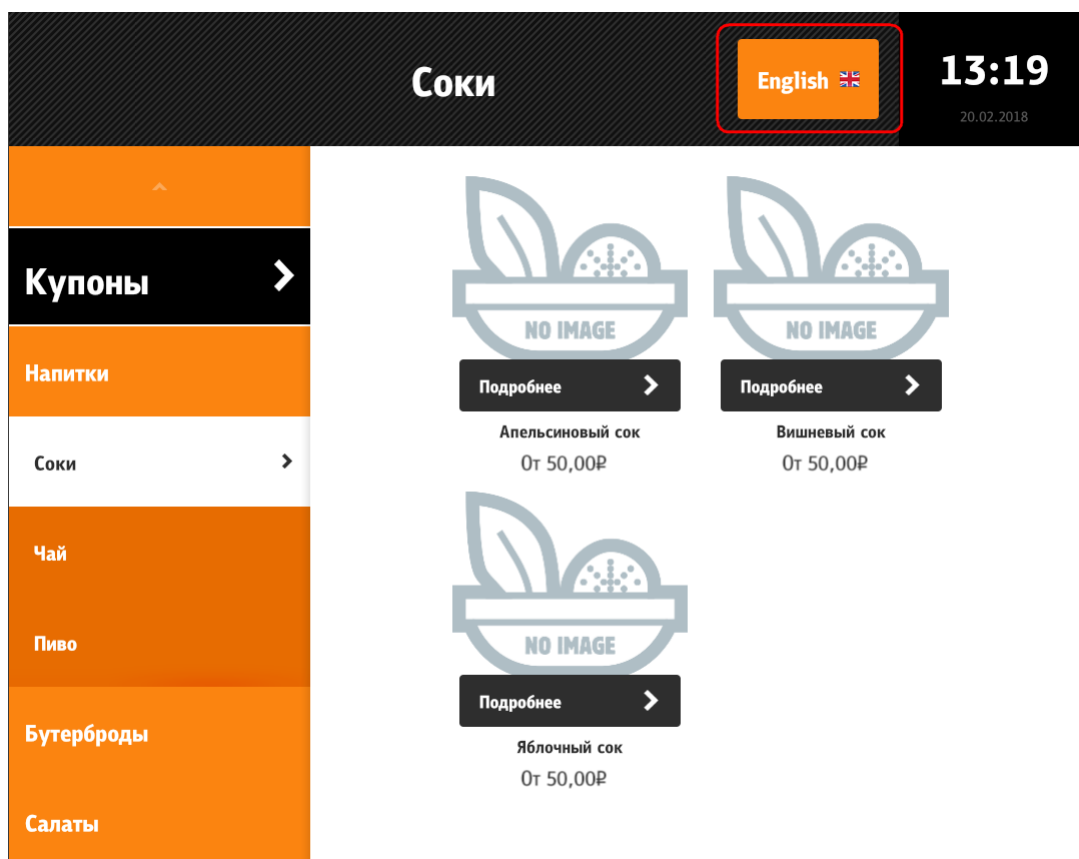 Соки
English
13:19
20.02.2018
Купоны
Напитки
Соки
Чай
Пиво
Бутерброды
Салаты
NO IMAGE
Подробнее
Апельсиновый сок
От 50,00₽
NO IMAGE
Подробнее
Вишневый сок
От 50,00₽
NO IMAGE
Подробнее
Яблочный сок
От 50,00₽